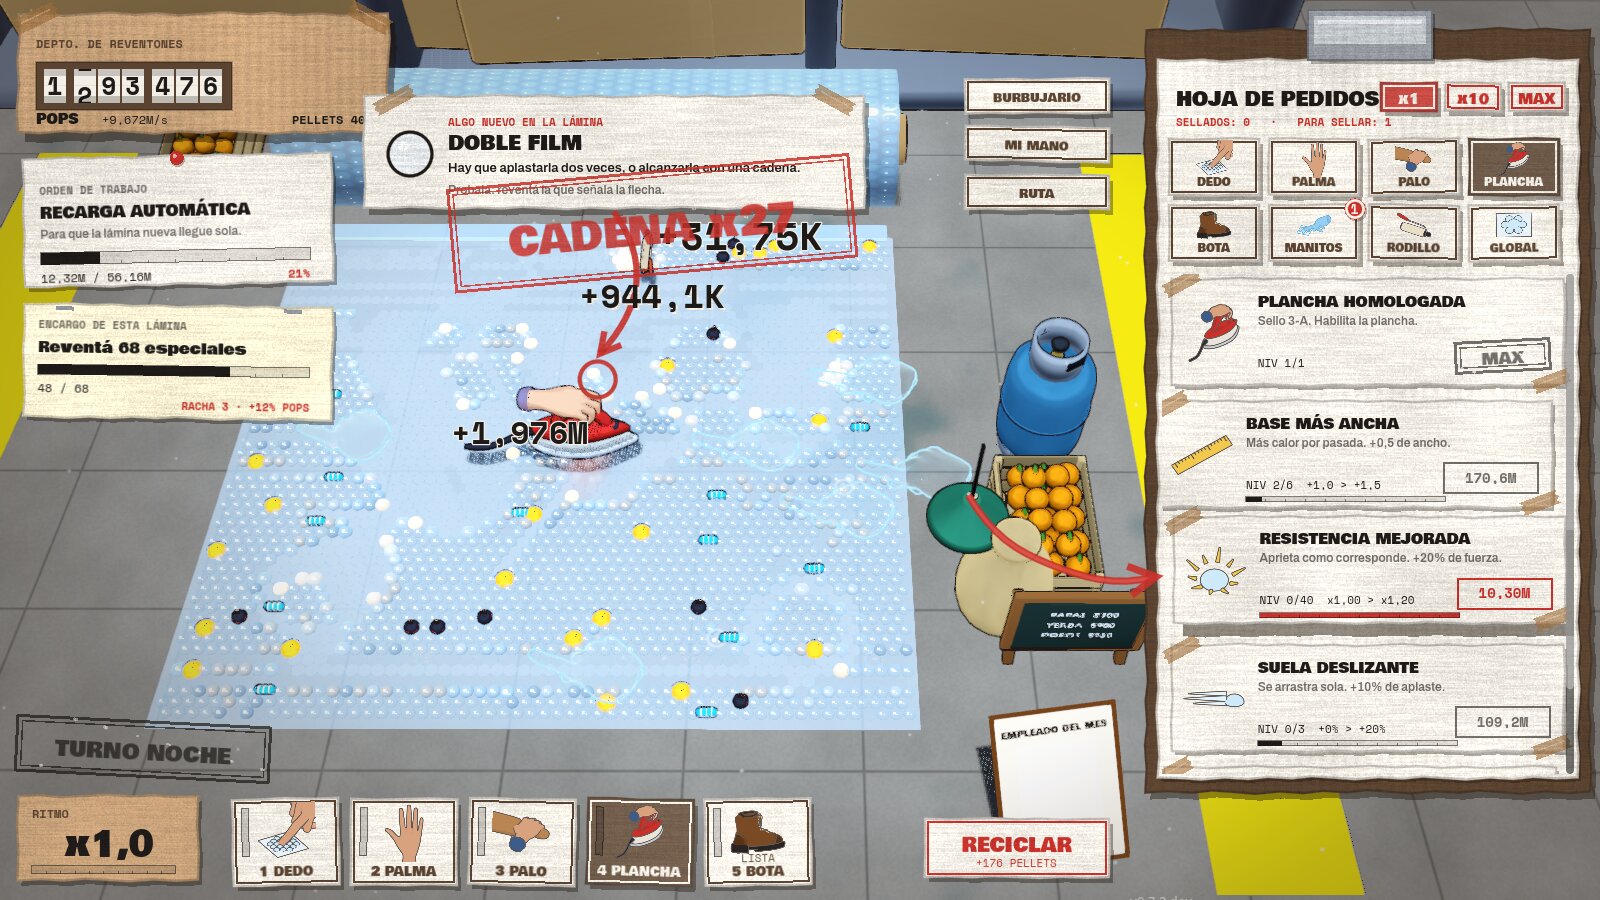 DEPTO. DE REVENTONES
1 2 93 476
POPS +9,672M/s PELLETS 40
ORDEN DE TRABAJO
RECARGA AUTOMÁTICA
Para que la lámina nueva llegue sola.
12,32M / 56,16M 21%
ENCARGO DE ESTA LÁMINA
Reventá 68 especiales
48 / 68
RACHA 3 · +12% POPS
ALGO NUEVO EN LA LÁMINA
DOBLE FILM
Hay que aplastarla dos veces, o alcanzarla con una cadena.
Probala: reventá la que señala la flecha.
CADENA x27
+31,75K
+944,1K
+1,976M
BURBUJARIO
MI MANO
RUTA
HOJA DE PEDIDOS x1 x10 MAX
SELLADOS: 0 · PARA SELLAR: 1
DEDO PALMA PALO PLANCHA
BOTA MANITOS 1 RODILLO GLOBAL
PLANCHA HOMOLOGADA
Sello 3-A. Habilita la plancha.
NIV 1/1 MAX
BASE MÁS ANCHA
Más calor por pasada. +0,5 de ancho.
NIV 2/6 +1,0 > +1,5 170,6M
RESISTENCIA MEJORADA
Aprieta como corresponde. +20% de fuerza.
NIV 0/40 x1,00 > x1,20 10,30M
SUELA DESLIZANTE
Se arrastra sola. +10% de aplaste.
NIV 0/3 +0% > +20% 109,2M
EMPLEADO DEL MES
TURNO NOCHE
RITMO
x1,0
1 DEDO
2 PALMA
3 PALO
4 PLANCHA
LISTA
5 BOTA
RECICLAR
+176 PELLETS